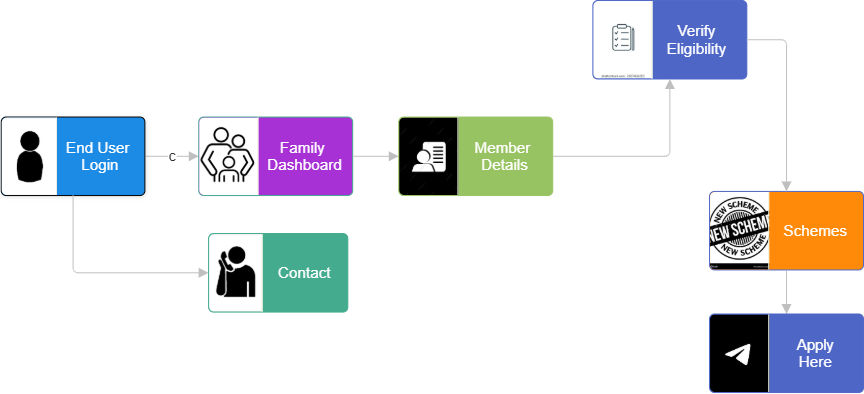 Verify
Eligibility
End User
Login
C
Family
Dashboard
Member
Details
NEW SCHEME
NEW SCHEME
NEW SCHEME
Schemes
Contact
Apply
Here